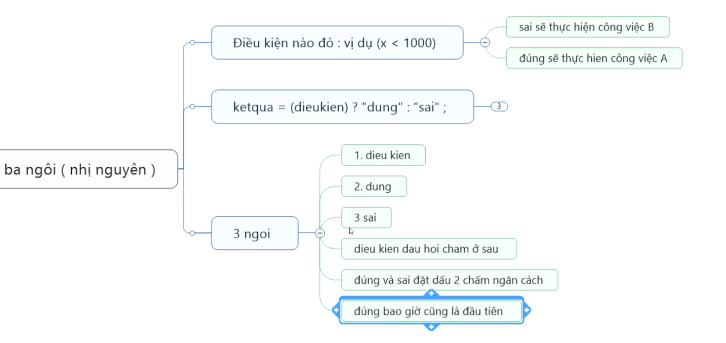 sai sẽ thực hiện công việc B
Điều kiện nào đó : vị dụ (x < 1000)
đúng sẽ thực hien công việc A
ketqua = (dieukien) ? "dung" : "sai" ;
3
ba ngôi ( nhị nguyên )
3 ngoi
1. dieu kien
2. dung
3 sai
dieu kien dau hoi cham ở sau
đúng và sai đặt dấu 2 chấm ngăn cách
đúng bao giờ cũng là đầu tiên